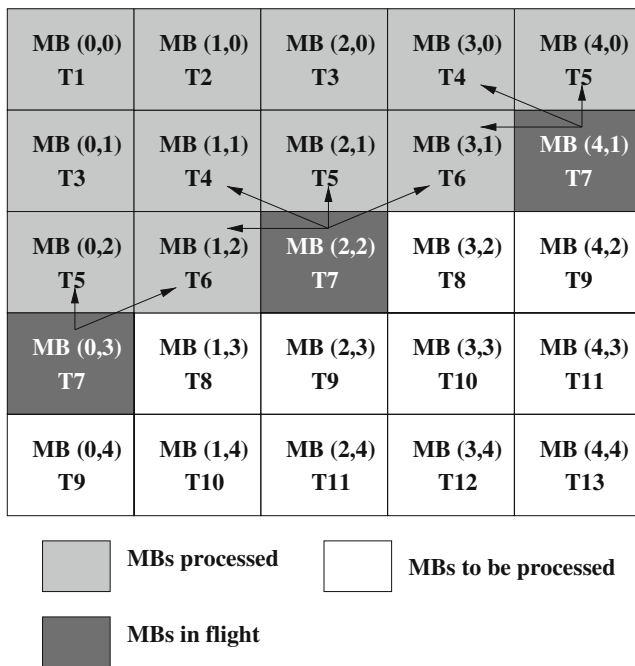 MB (0,0) MB (1,0) MB (2,0) MB (3,0) MB (4,0)
T1 T2 T3 T4 T5
MB (0,1) MB (1,1) MB (2,1) MB (3,1) MB (4,1)
T3 T4 T5 T6 T7
MB (0,2) MB (1,2) MB (2,2) MB (3,2) MB (4,2)
T5 T6 T7 T8 T9
MB (0,3) MB (1,3) MB (2,3) MB (3,3) MB (4,3)
T7 T8 T9 T10 T11
MB (0,4) MB (1,4) MB (2,4) MB (3,4) MB (4,4)
T9 T10 T11 T12 T13
MBs processed
MBs to be processed
MBs in flight